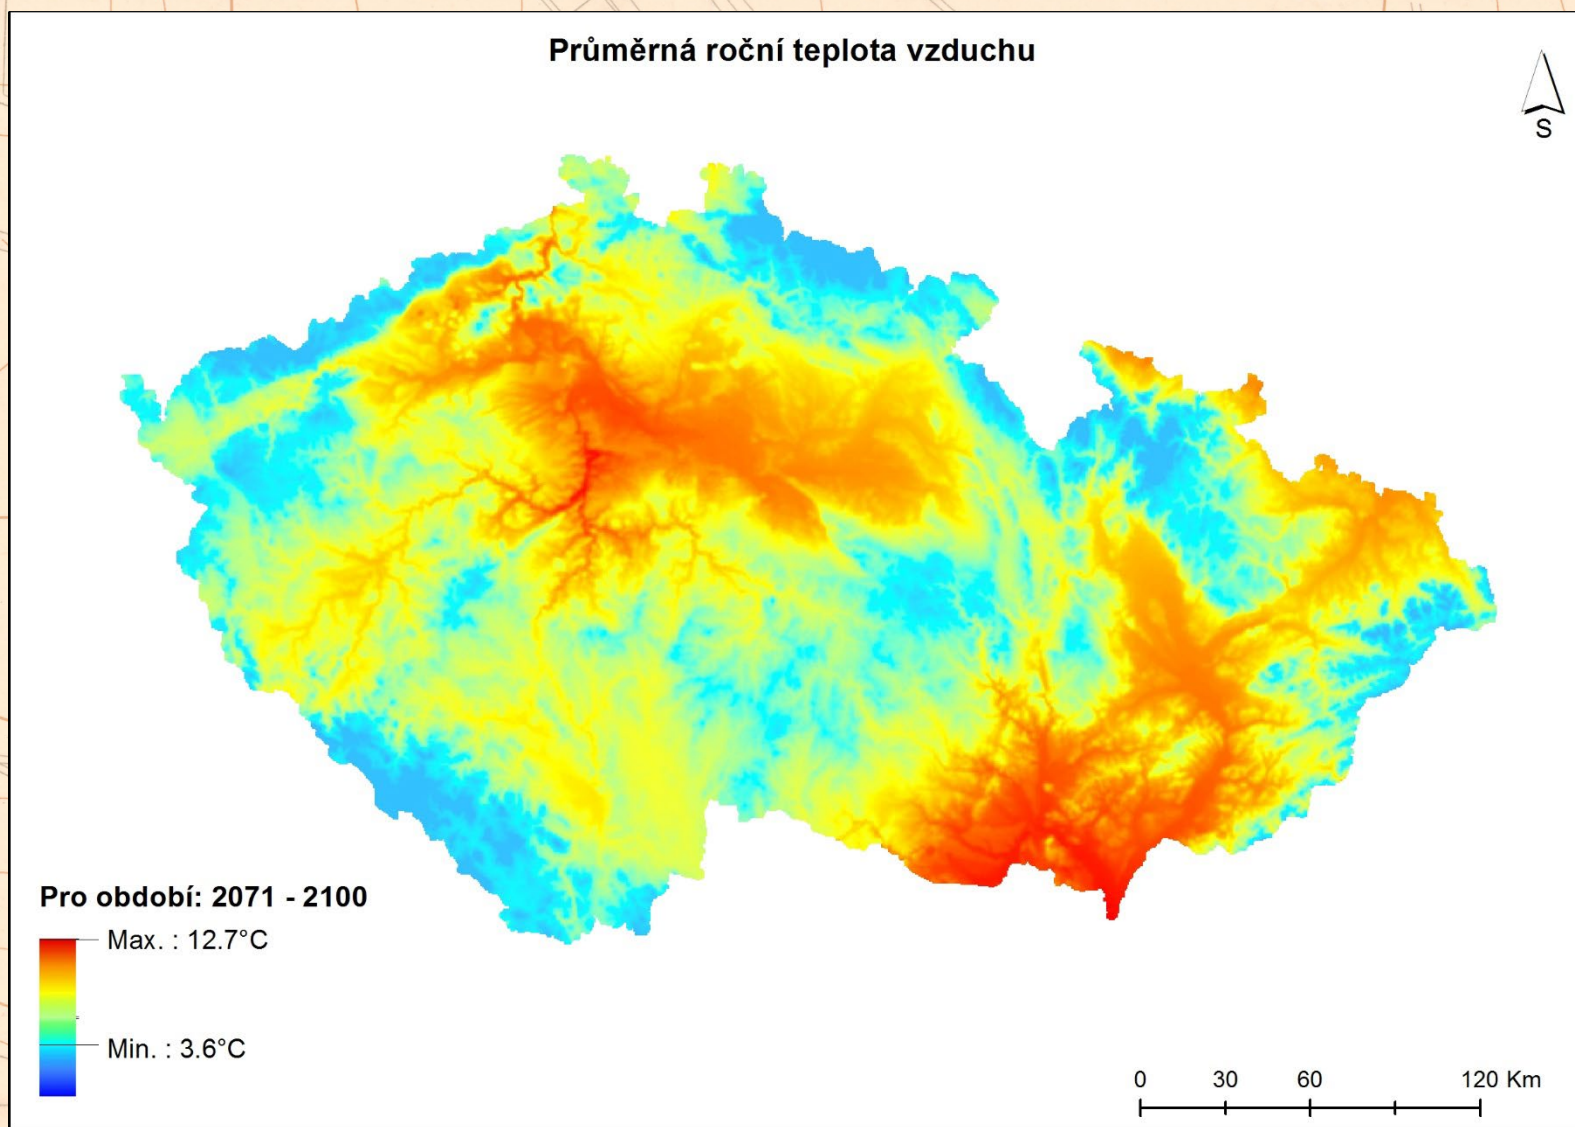 Průměrná roční teplota vzduchu
S
Pro období: 2071 - 2100
Max. : 12.7°C
Min. : 3.6°C
0 30 60 120 Km